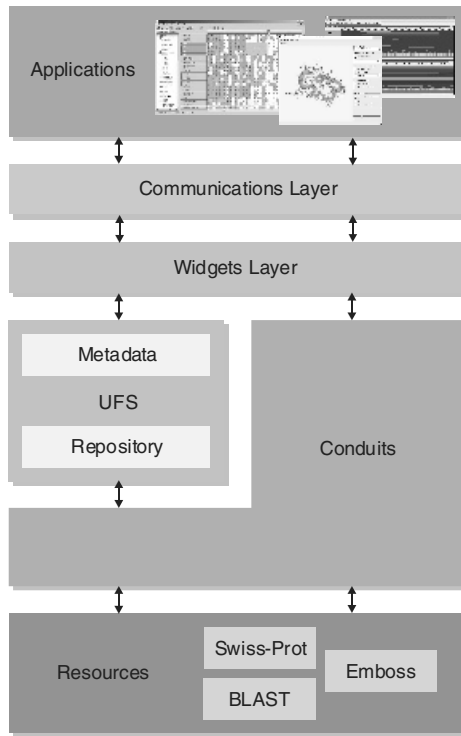 Applications
Communications Layer
Widgets Layer
Metadata
UFS
Repository
Conduits
Resources
Swiss-Prot
BLAST
Emboss